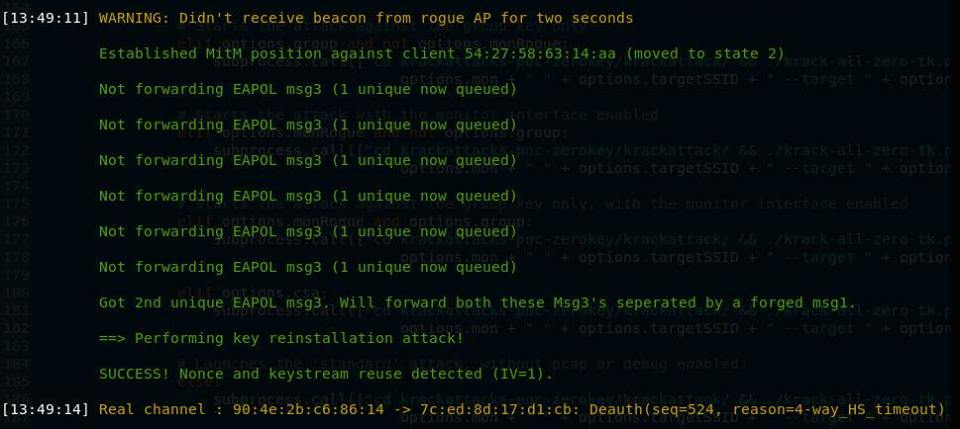 [13:49:11] WARNING: Didn't receive beacon from rogue AP for two seconds
Established MitM position against client 54:27:58:63:14:aa (moved to state 2)
Not forwarding EAPOL msg3 (1 unique now queued)
Not forwarding EAPOL msg3 (1 unique now queued)
Not forwarding EAPOL msg3 (1 unique now queued)
Not forwarding EAPOL msg3 (1 unique now queued)
Not forwarding EAPOL msg3 (1 unique now queued)
Not forwarding EAPOL msg3 (1 unique now queued)
Got 2nd unique EAPOL msg3. Will forward both these Msg3's seperated by a forged msg1.
==> Performing key reinstallation attack!
SUCCESS! Nonce and keystream reuse detected (IV=1).
[13:49:14] Real channel : 90:4e:2b:c6:86:14 -> 7c:ed:8d:17:d1:cb: Deauth(seq=524, reason=4-way_HS_timeout)